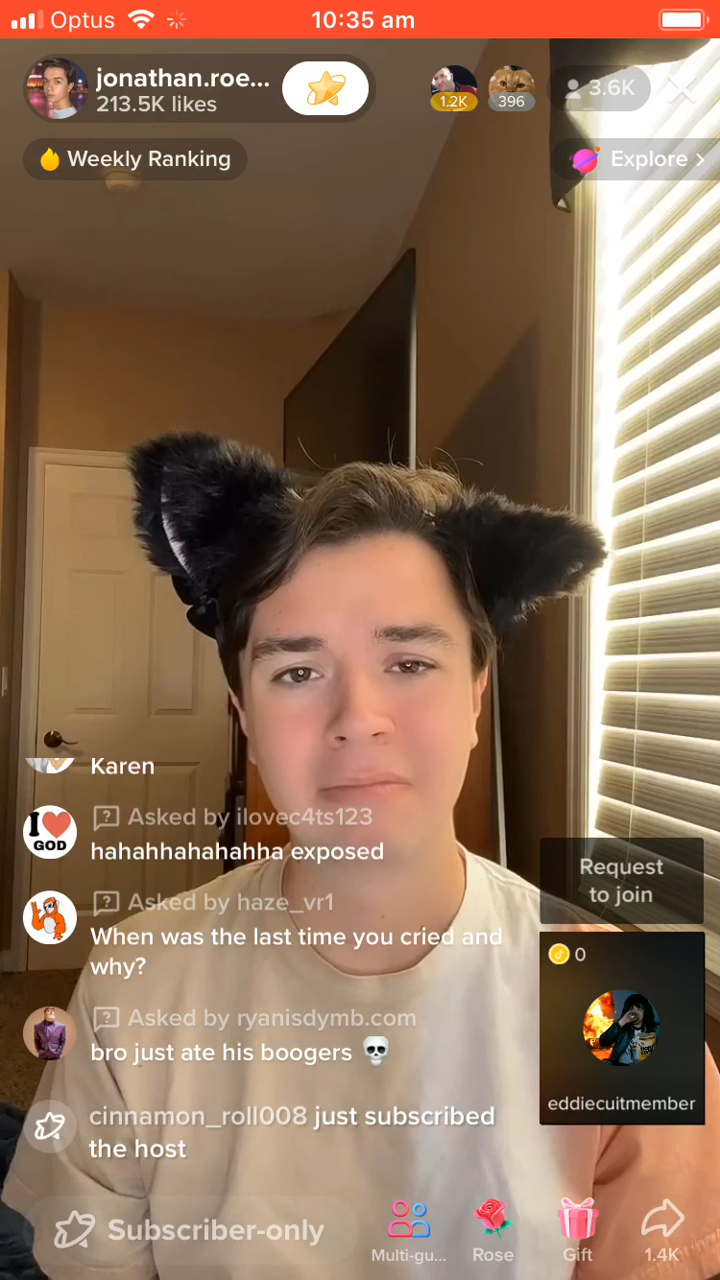 Optus 10:35 am
jonathan.roe...
213.5K likes
1.2K 396 3.6K
Weekly Ranking
Explore >
Karen
Asked by ilovec4ts123
hahahhahahahha exposed
I ❤ GOD
Asked by haze_vr1
When was the last time you cried and
why?
Asked by ryanisdymb.com
bro just ate his boogers 💀
cinnamon_roll008 just subscribed
the host
Request
to join
0
eddiecuitmember
Subscriber-only
Multi-gu... Rose Gift 1.4K